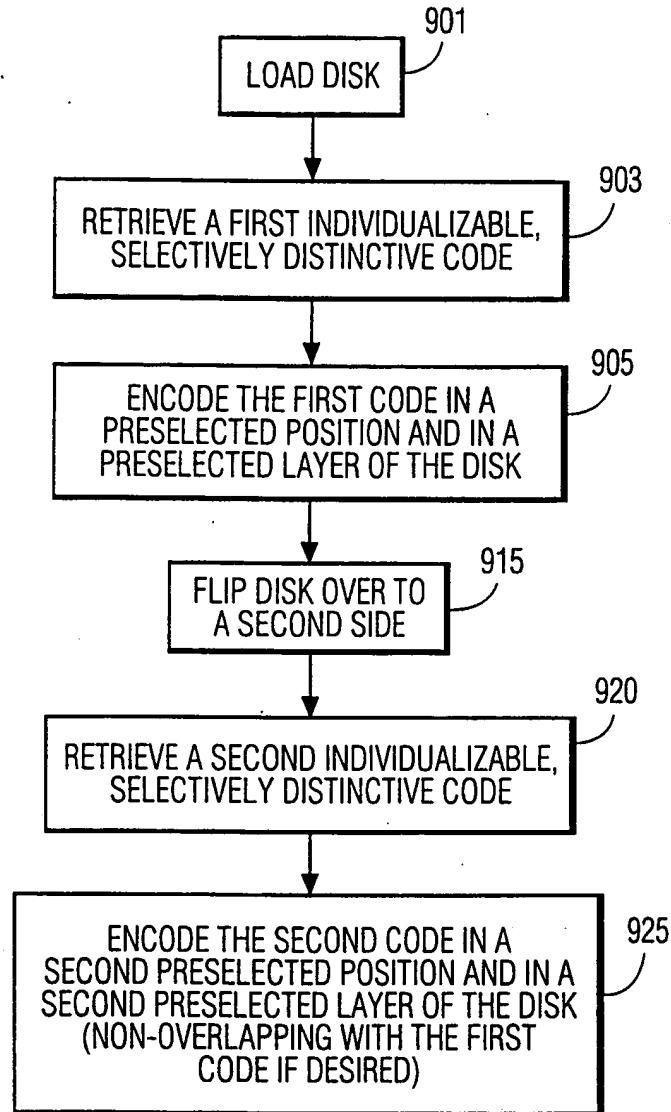 901
LOAD DISK
903
RETRIEVE A FIRST INDIVIDUALIZABLE,
SELECTIVELY DISTINCTIVE CODE
905
ENCODE THE FIRST CODE IN A
PRESELECTED POSITION AND IN A
PRESELECTED LAYER OF THE DISK
915
FLIP DISK OVER TO
A SECOND SIDE
920
RETRIEVE A SECOND INDIVIDUALIZABLE,
SELECTIVELY DISTINCTIVE CODE
925
ENCODE THE SECOND CODE IN A
SECOND PRESELECTED POSITION AND IN A
SECOND PRESELECTED LAYER OF THE DISK
(NON-OVERLAPPING WITH THE FIRST
CODE IF DESIRED)